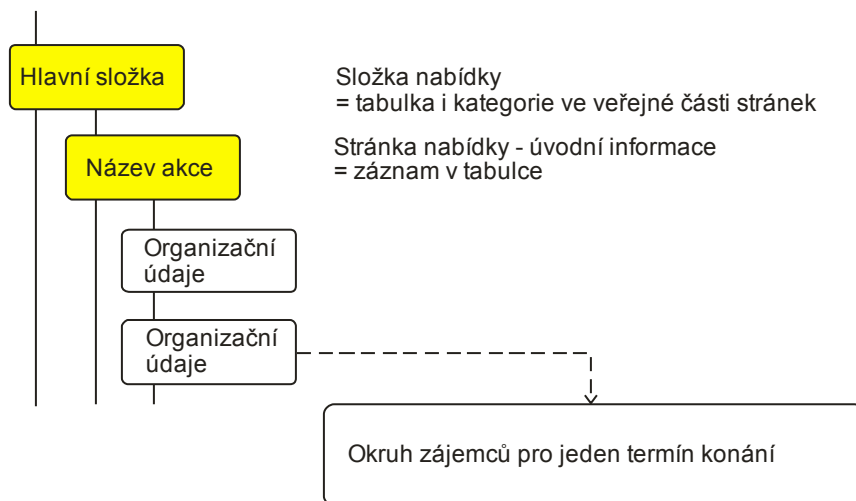 Hlavní složka
Složka nabídky
= tabulka i kategorie ve veřejné části stránek
Název akce
Stránka nabídky - úvodní informace
= záznam v tabulce
Organizační
údaje
Organizační
údaje
Okruh zájemců pro jeden termín konání